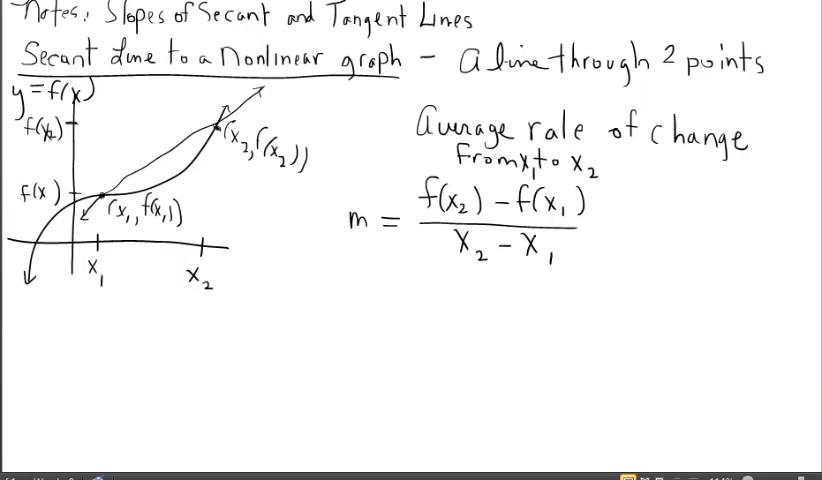 Notes: Slopes of Secant and Tangent Lines
Secant Line to a Nonlinear graph - A line through 2 points
y=f(x)
f(x₂)
(x₂, f(x₂))
Average rate of change
From x₁ to x₂
f(x)
(x₁, f(x₁))
m = f(x₂) - f(x₁)
x₂ - x₁
x₁
x₂